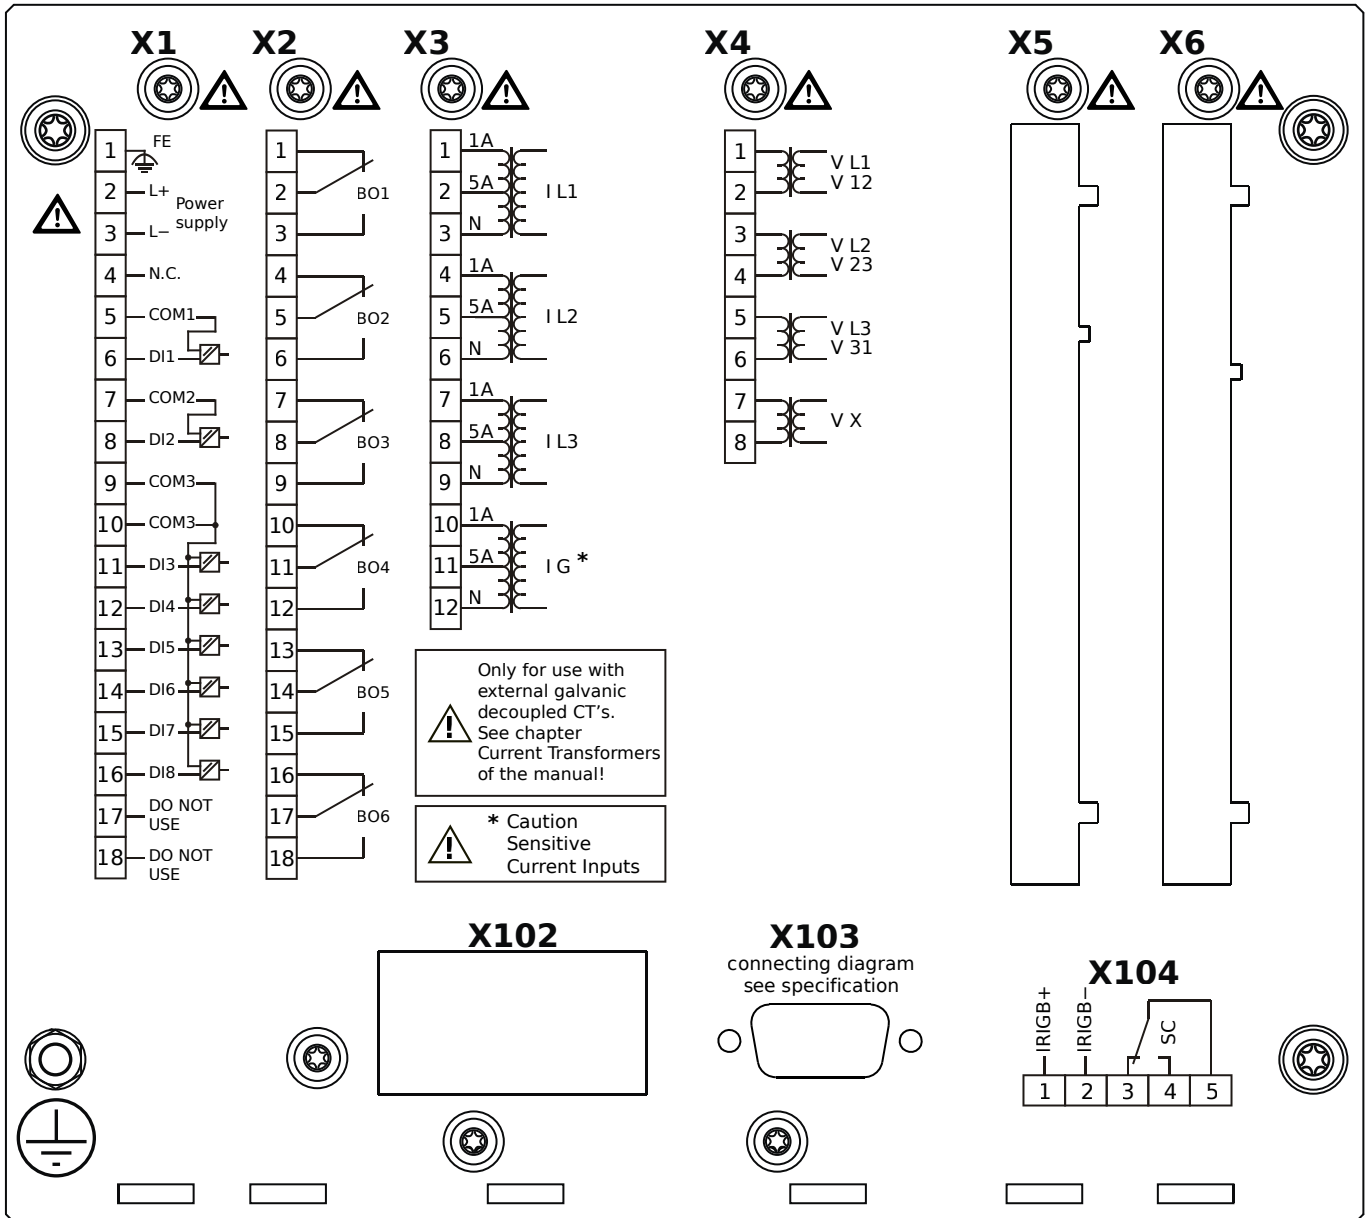 X1
X2
X3
X4
X5
X6
1 FE
2 L+
Power
supply
3 L−
4 N.C.
5 COM1
6 DI1
7 COM2
8 DI2
9 COM3
10 COM3
11 DI3
12 DI4
13 DI5
14 DI6
15 DI7
16 DI8
17 DO NOT
USE
18 DO NOT
USE
1
2 BO1
3
4
5 BO2
6
7
8 BO3
9
10
11 BO4
12
13
14 BO5
15
16
17 BO6
18
1 1A
2 5A I L1
3 N
4 1A
5 5A I L2
6 N
7 1A
8 5A I L3
9 N
10 1A
11 5A I G *
12 N
Only for use with
external galvanic
decoupled CT's.
See chapter
Current Transformers
of the manual!
* Caution
Sensitive
Current Inputs
1 V L1
2 V 12
3 V L2
4 V 23
5 V L3
6 V 31
7 V X
8
X102
X103
connecting diagram
see specification
X104
IRIGB+
IRIGB−
SC
1 2 3 4 5